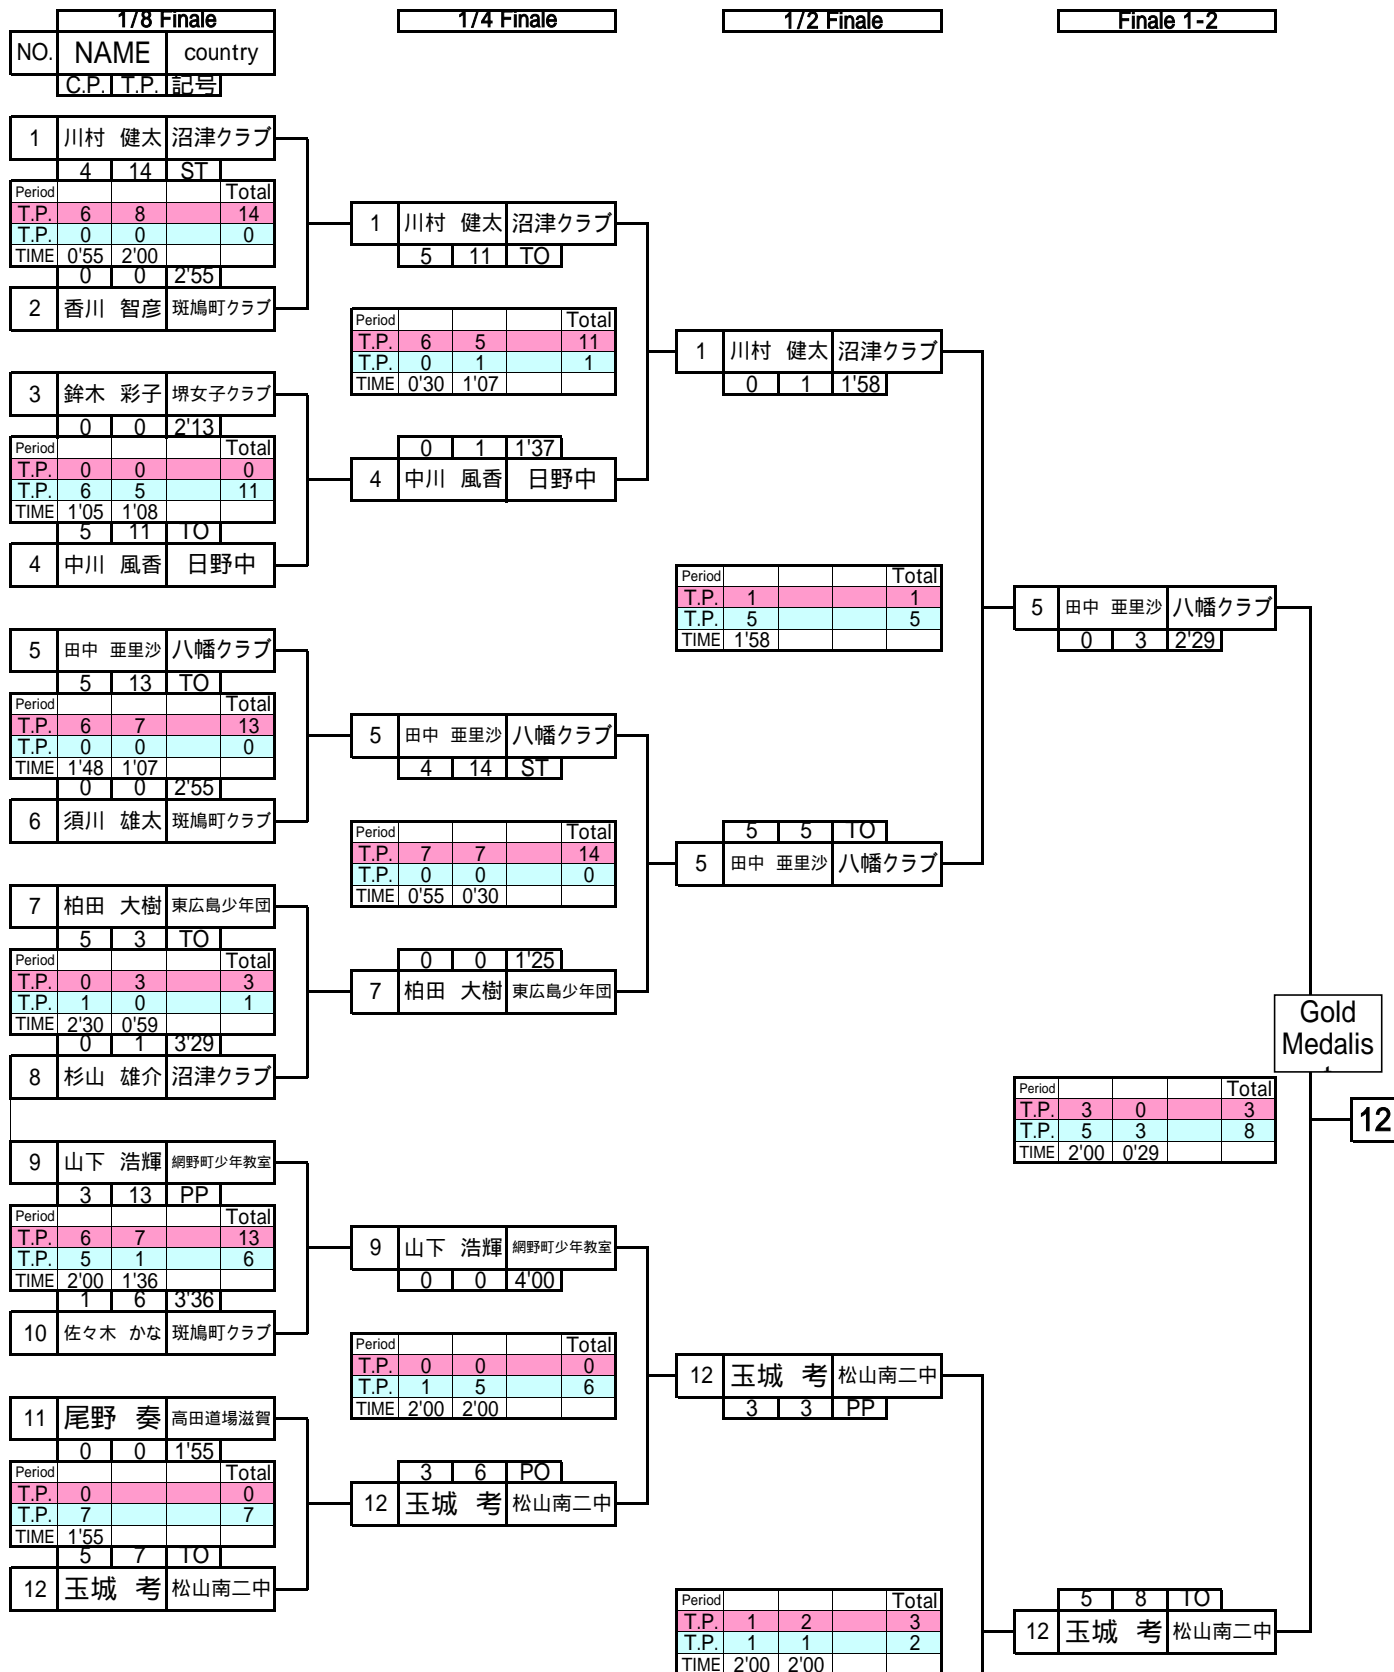 1/8 Finale
1/4 Finale
1/2 Finale
Finale 1-2
NO. NAME country
C.P. T.P. 記号
1 川村 健太 沼津クラブ
4 14 ST
Period Total
T.P. 6 8 14
T.P. 0 0 0
TIME 0'55 2'00
0 0 2'55
2 香川 智彦 斑鳩町クラブ
3 鉾木 彩子 堺女子クラブ
0 0 2'13
Period Total
T.P. 0 0 0
T.P. 6 5 11
TIME 1'05 1'08
5 11 TO
4 中川 風香 日野中
5 田中 亜里沙 八幡クラブ
5 13 TO
Period Total
T.P. 6 7 13
T.P. 0 0 0
TIME 1'48 1'07
0 0 2'55
6 須川 雄太 斑鳩町クラブ
7 柏田 大樹 東広島少年団
5 3 TO
Period Total
T.P. 0 3 3
T.P. 1 0 1
TIME 2'30 0'59
0 1 3'29
8 杉山 雄介 沼津クラブ
9 山下 浩輝 網野町少年教室
3 13 PP
Period Total
T.P. 6 7 13
T.P. 5 1 6
TIME 2'00 1'36
1 6 3'36
10 佐々木 かな 斑鳩町クラブ
11 尾野 奏 高田道場滋賀
0 0 1'55
Period Total
T.P. 0 0
T.P. 7 7
TIME 1'55
5 7 TO
12 玉城 考 松山南二中
1 川村 健太 沼津クラブ
5 11 TO
Period Total
T.P. 6 5 11
T.P. 0 1 1
TIME 0'30 1'07
0 1 1'37
4 中川 風香 日野中
5 田中 亜里沙 八幡クラブ
4 14 ST
Period Total
T.P. 7 7 14
T.P. 0 0 0
TIME 0'55 0'30
0 0 1'25
7 柏田 大樹 東広島少年団
9 山下 浩輝 網野町少年教室
0 0 4'00
Period Total
T.P. 0 0 0
T.P. 1 5 6
TIME 2'00 2'00
3 6 PO
12 玉城 考 松山南二中
1 川村 健太 沼津クラブ
0 1 1'58
Period Total
T.P. 1 1
T.P. 5 5
TIME 1'58
5 5 TO
5 田中 亜里沙 八幡クラブ
12 玉城 考 松山南二中
3 3 PP
Period Total
T.P. 1 2 3
T.P. 1 1 2
TIME 2'00 2'00
5 田中 亜里沙 八幡クラブ
0 3 2'29
Period Total
T.P. 3 0 3
T.P. 5 3 8
TIME 2'00 0'29
5 8 TO
12 玉城 考 松山南二中
Gold
Medalis
12